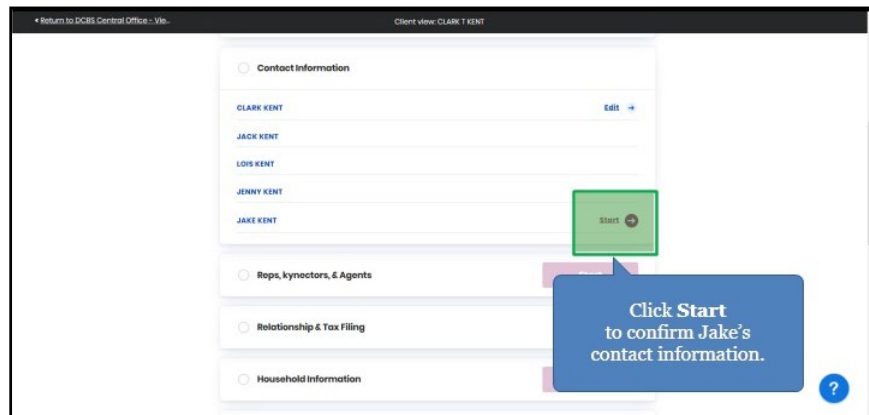 Return to DCBS Central Office - Vie..
Client view: CLARK T KENT
Contact Information
CLARK KENT
Edit
JACK KENT
LOIS KENT
JENNY KENT
JAKE KENT
Start
Reps, kynectors, & Agents
Start
Relationship & Tax Filing
Household Information
Click Start
to confirm Jake’s
contact information.
?